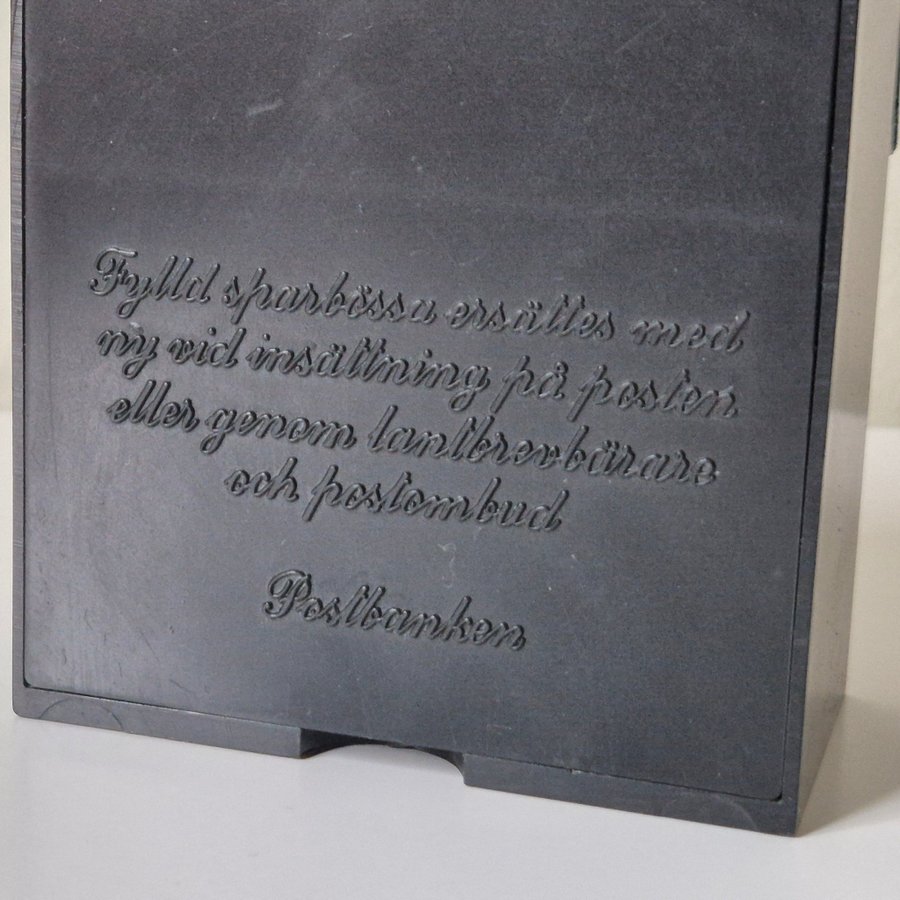 Fylld sparbössa ersättes med
ny vid insättning på posten
eller genom lantbrevbärare
och postombud
Postbanken